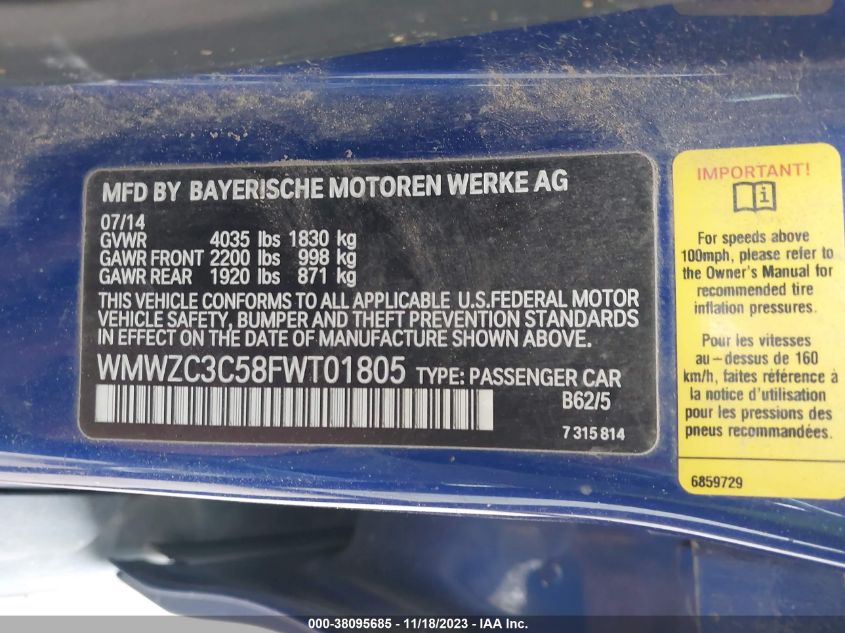 MFD BY BAYERISCHE MOTOREN WERKE AG
07/14
GVWR 4035 lbs 1830 kg
GAWR FRONT 2200 lbs 998 kg
GAWR REAR 1920 lbs 871 kg
THIS VEHICLE CONFORMS TO ALL APPLICABLE U.S.FEDERAL MOTOR
VEHICLE SAFETY, BUMPER AND THEFT PREVENTION STANDARDS
IN EFFECT ON THE DATE OF MANUFACTURE SHOWN ABOVE.
WMWZC3C58FWT01805 TYPE: PASSENGER CAR
B62/5
7 315 814
IMPORTANT!
For speeds above
100mph, please refer to
the Owner's Manual for
recommended tire
inflation pressures.
Pour les vitesses
au-dessus de 160
km/h, faites référence
au manuel d'utilisation
pour les pressions des
pneus recommandées.
6859729
000-38095685 - 11/18/2023 - IAAI.COM